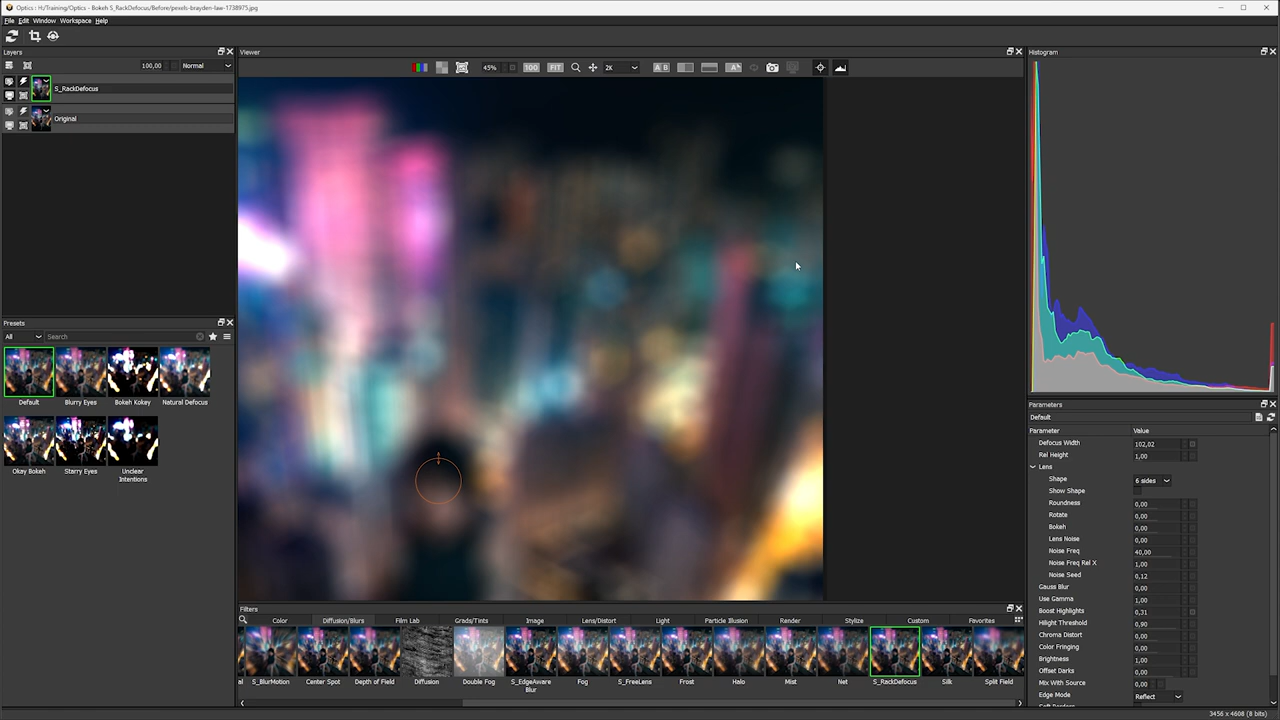 Optics : H:/Training/Optics - Bokeh S_RackDefocus/Before/pexels-brayden-law-1738975.jpg
File Edit Window Workspace Help
Layers
100,00 Normal
S_RackDefocus
Original
Presets
All Search
Default Blurry Eyes Bokeh Kokey Natural Defocus
Okay Bokeh Starry Eyes Unclear Intentions
Viewer
45% 100 FIT 2K A B A
Filters
Color Diffusion/Blurs Film Lab Grads/Tints Image Lens/Distort Light Particle Illusion Render Stylize Custom Favorites
al S_BlurMotion Center Spot Depth of Field Diffusion Double Fog S_EdgeAware Blur Fog S_FreeLens Frost Halo Mist Net S_RackDefocus Silk Split Field
Histogram
Parameters
Default
Parameter Value
Defocus Width 102,02
Rel Height 1,00
Lens
Shape 6 sides
Show Shape
Roundness 0,00
Rotate 0,00
Bokeh 0,00
Lens Noise 0,00
Noise Freq 40,00
Noise Freq Rel X 1,00
Noise Seed 0,12
Gauss Blur 0,00
Use Gamma 1,00
Boost Highlights 0,31
Hilight Threshold 0,90
Chroma Distort 0,00
Color Fringing 0,00
Brightness 1,00
Offset Darks 0,00
Mix With Source 0,00
Edge Mode Reflect
3456 x 4608 (8 bits)